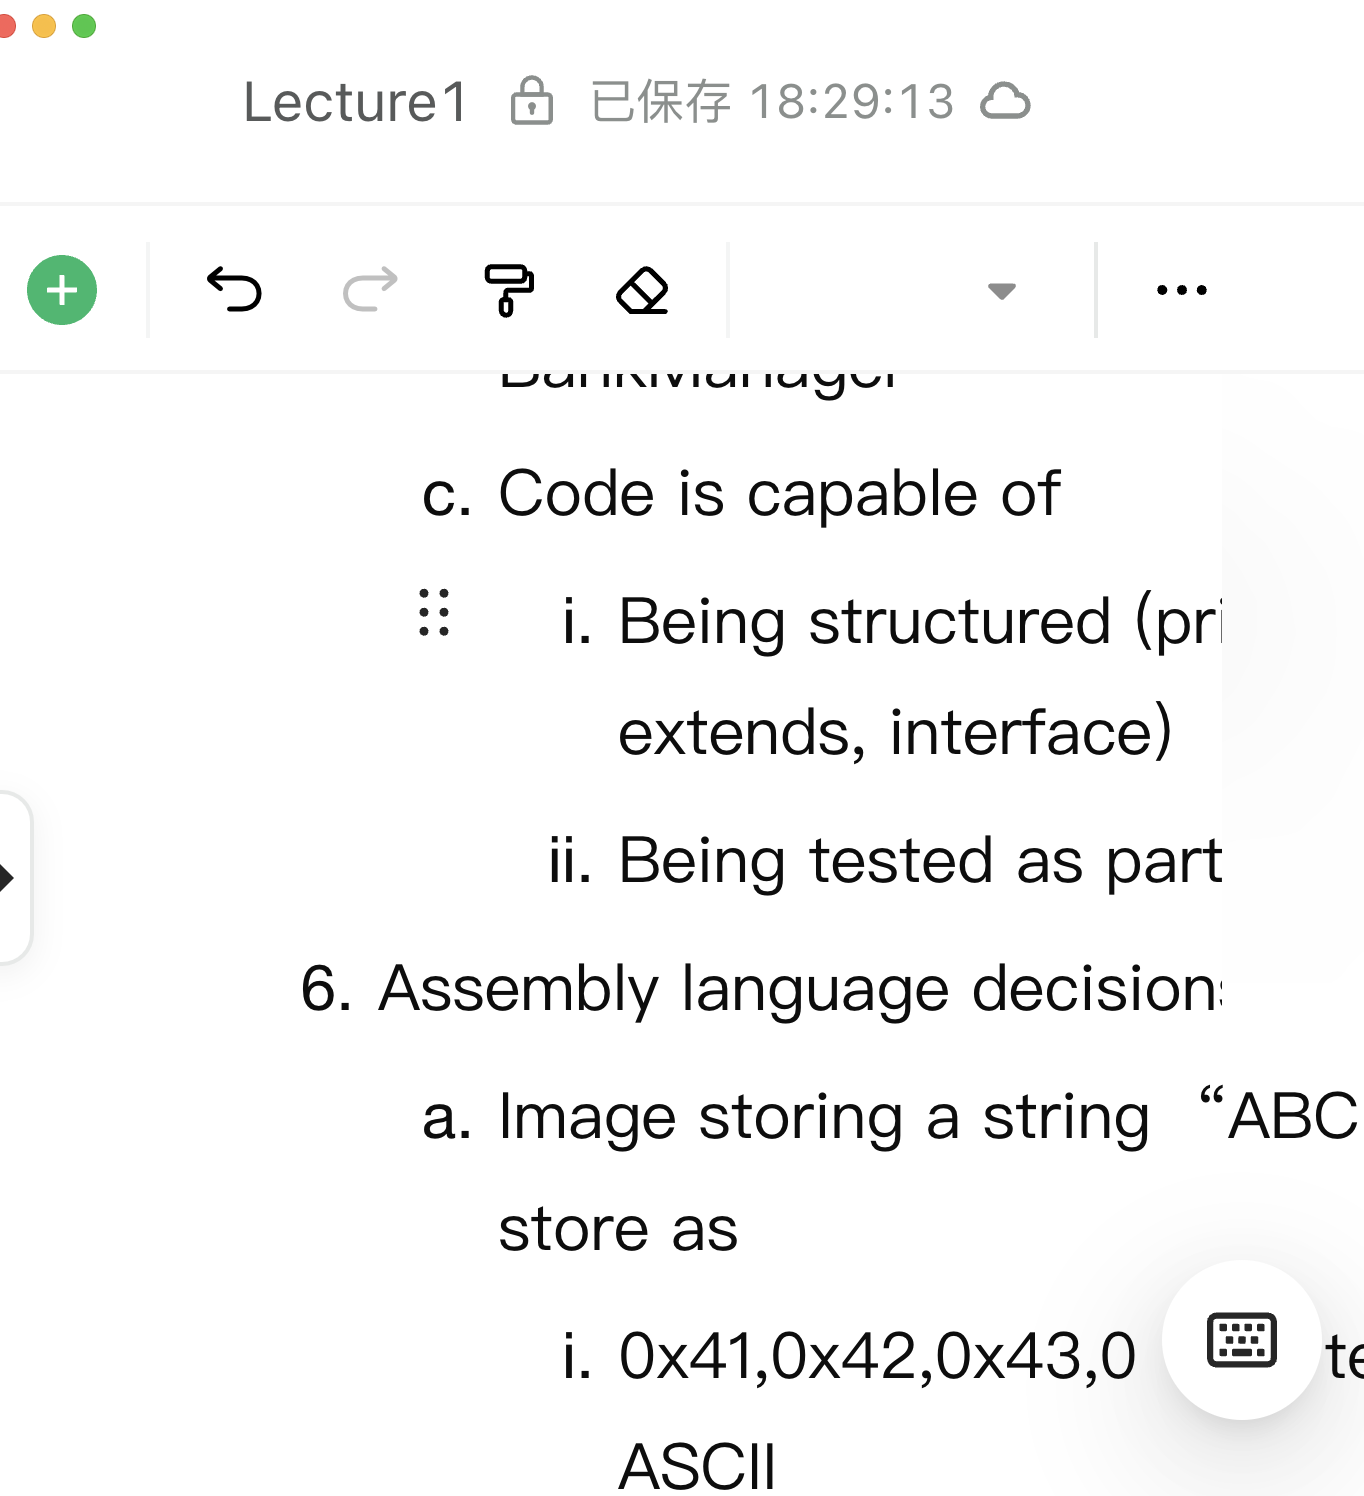 Lecture1 已保存 18:29:13
BankManager
c. Code is capable of
i. Being structured (pri
extends, interface)
ii. Being tested as part
6. Assembly language decisions
a. Image storing a string “ABC
store as
i. 0x41,0x42,0x43,0 te
ASCII